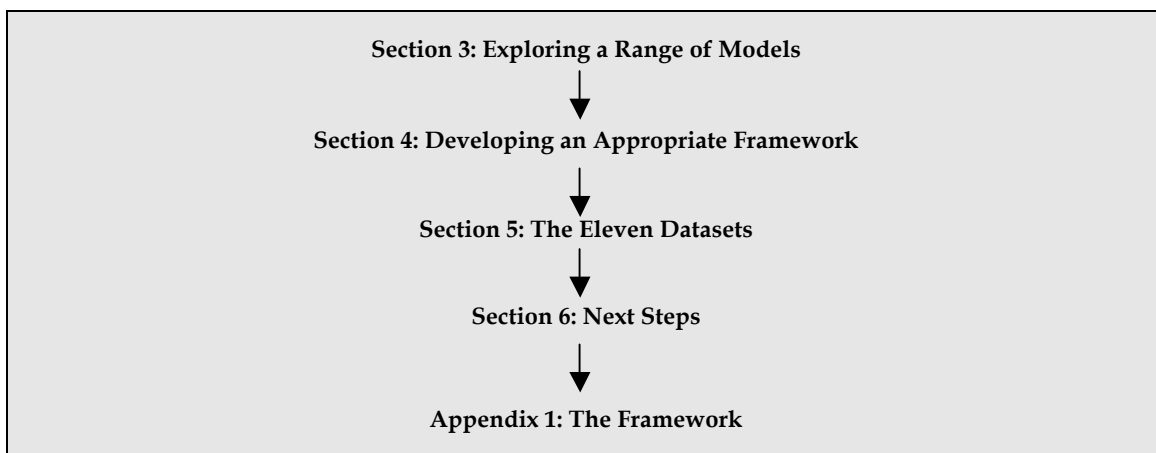 Section 3: Exploring a Range of Models
Section 4: Developing an Appropriate Framework
Section 5: The Eleven Datasets
Section 6: Next Steps
Appendix 1: The Framework